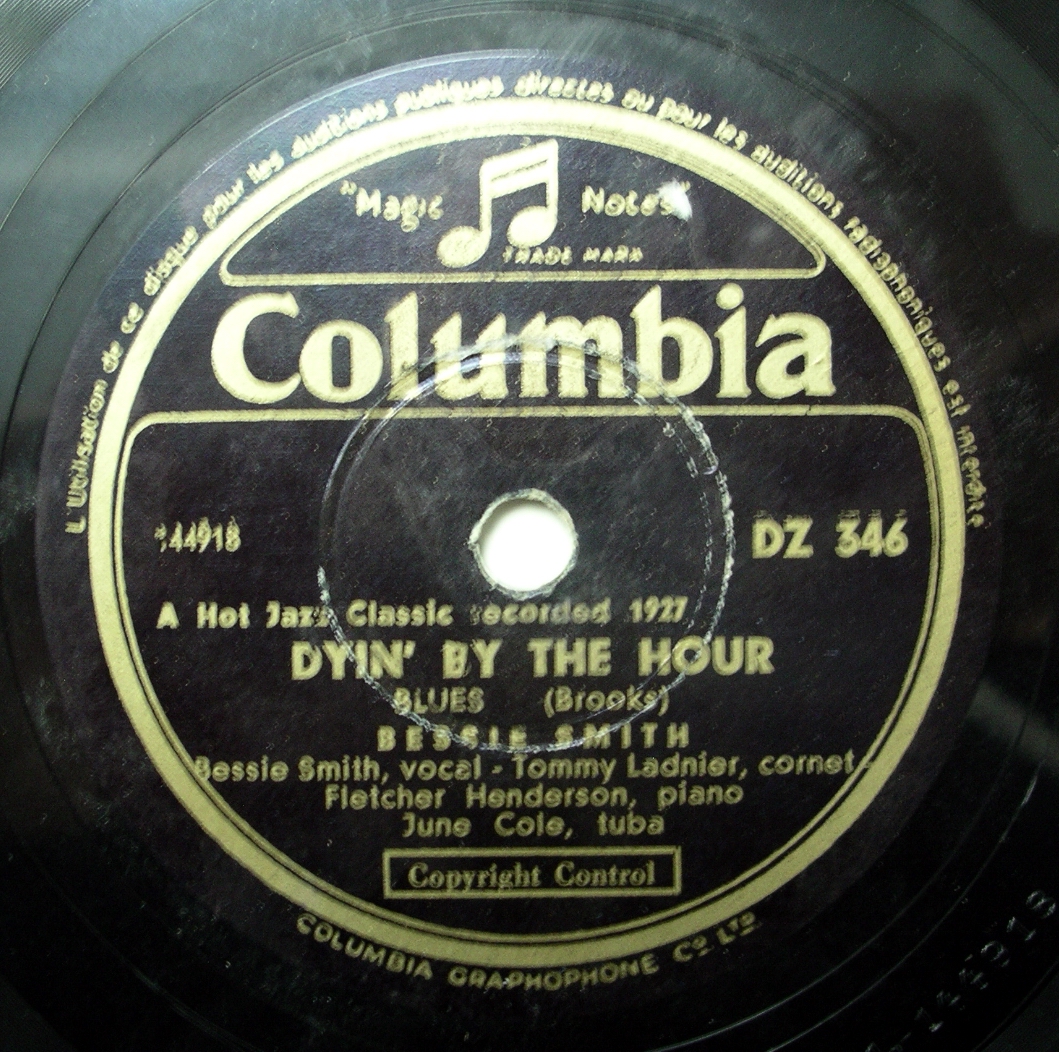 L'Utilisation de ce disque pour les auditions publiques directes ou pour les auditions radiophoniques est interdite
"Magic Notes"
TRADE MARK
Columbia
144918
DZ 346
A Hot Jazz Classic recorded 1927
DYIN' BY THE HOUR
BLUES (Brooks)
BESSIE SMITH
Bessie Smith, vocal - Tommy Ladnier, cornet -
Fletcher Henderson, piano
June Cole, tuba
Copyright Control
COLUMBIA GRAPHOPHONE Co LTD
144918